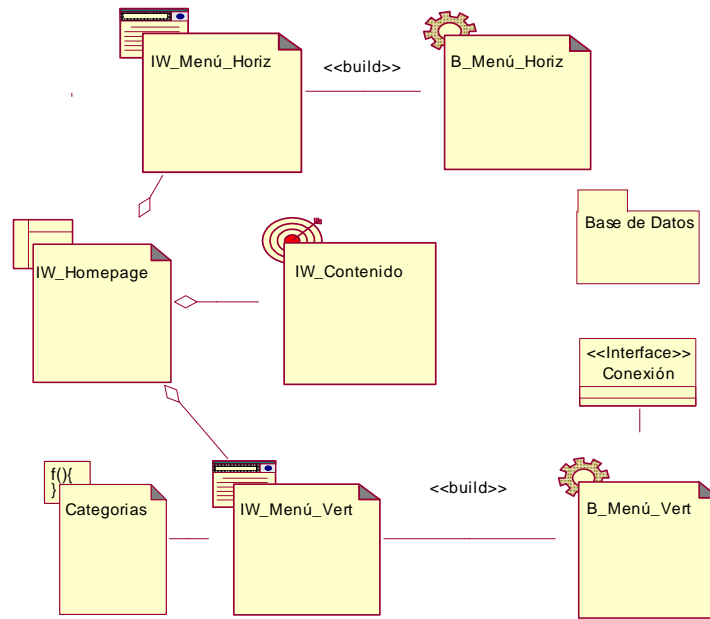 IW_Menú_Horiz
<<build>>
B_Menú_Horiz
Base de Datos
IW_Homepage
IW_Contenido
<<Interface>>
Conexión
f(){
}
Categorias
IW_Menú_Vert
<<build>>
B_Menú_Vert